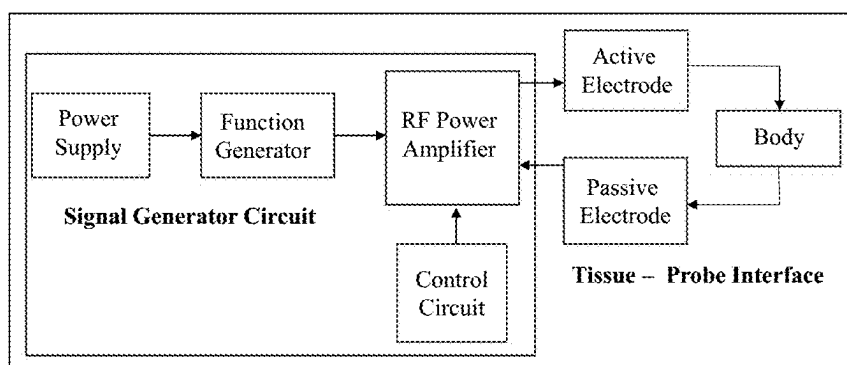 Power
Supply
Function
Generator
RF Power
Amplifier
Active
Electrode
Body
Passive
Electrode
Signal Generator Circuit
Control
Circuit
Tissue – Probe Interface